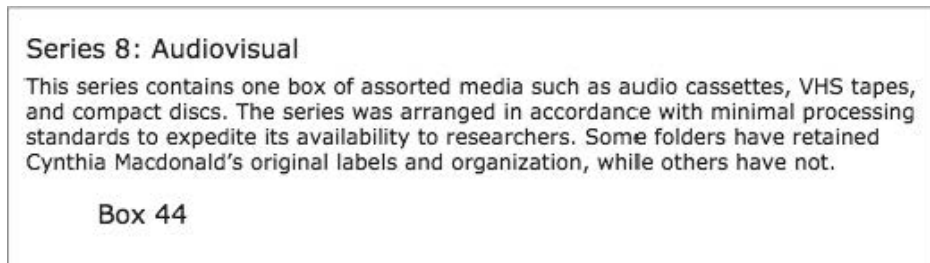 Series 8: Audiovisual
This series contains one box of assorted media such as audio cassettes, VHS tapes,
and compact discs. The series was arranged in accordance with minimal processing
standards to expedite its availability to researchers. Some folders have retained
Cynthia Macdonald's original labels and organization, while others have not.
Box 44